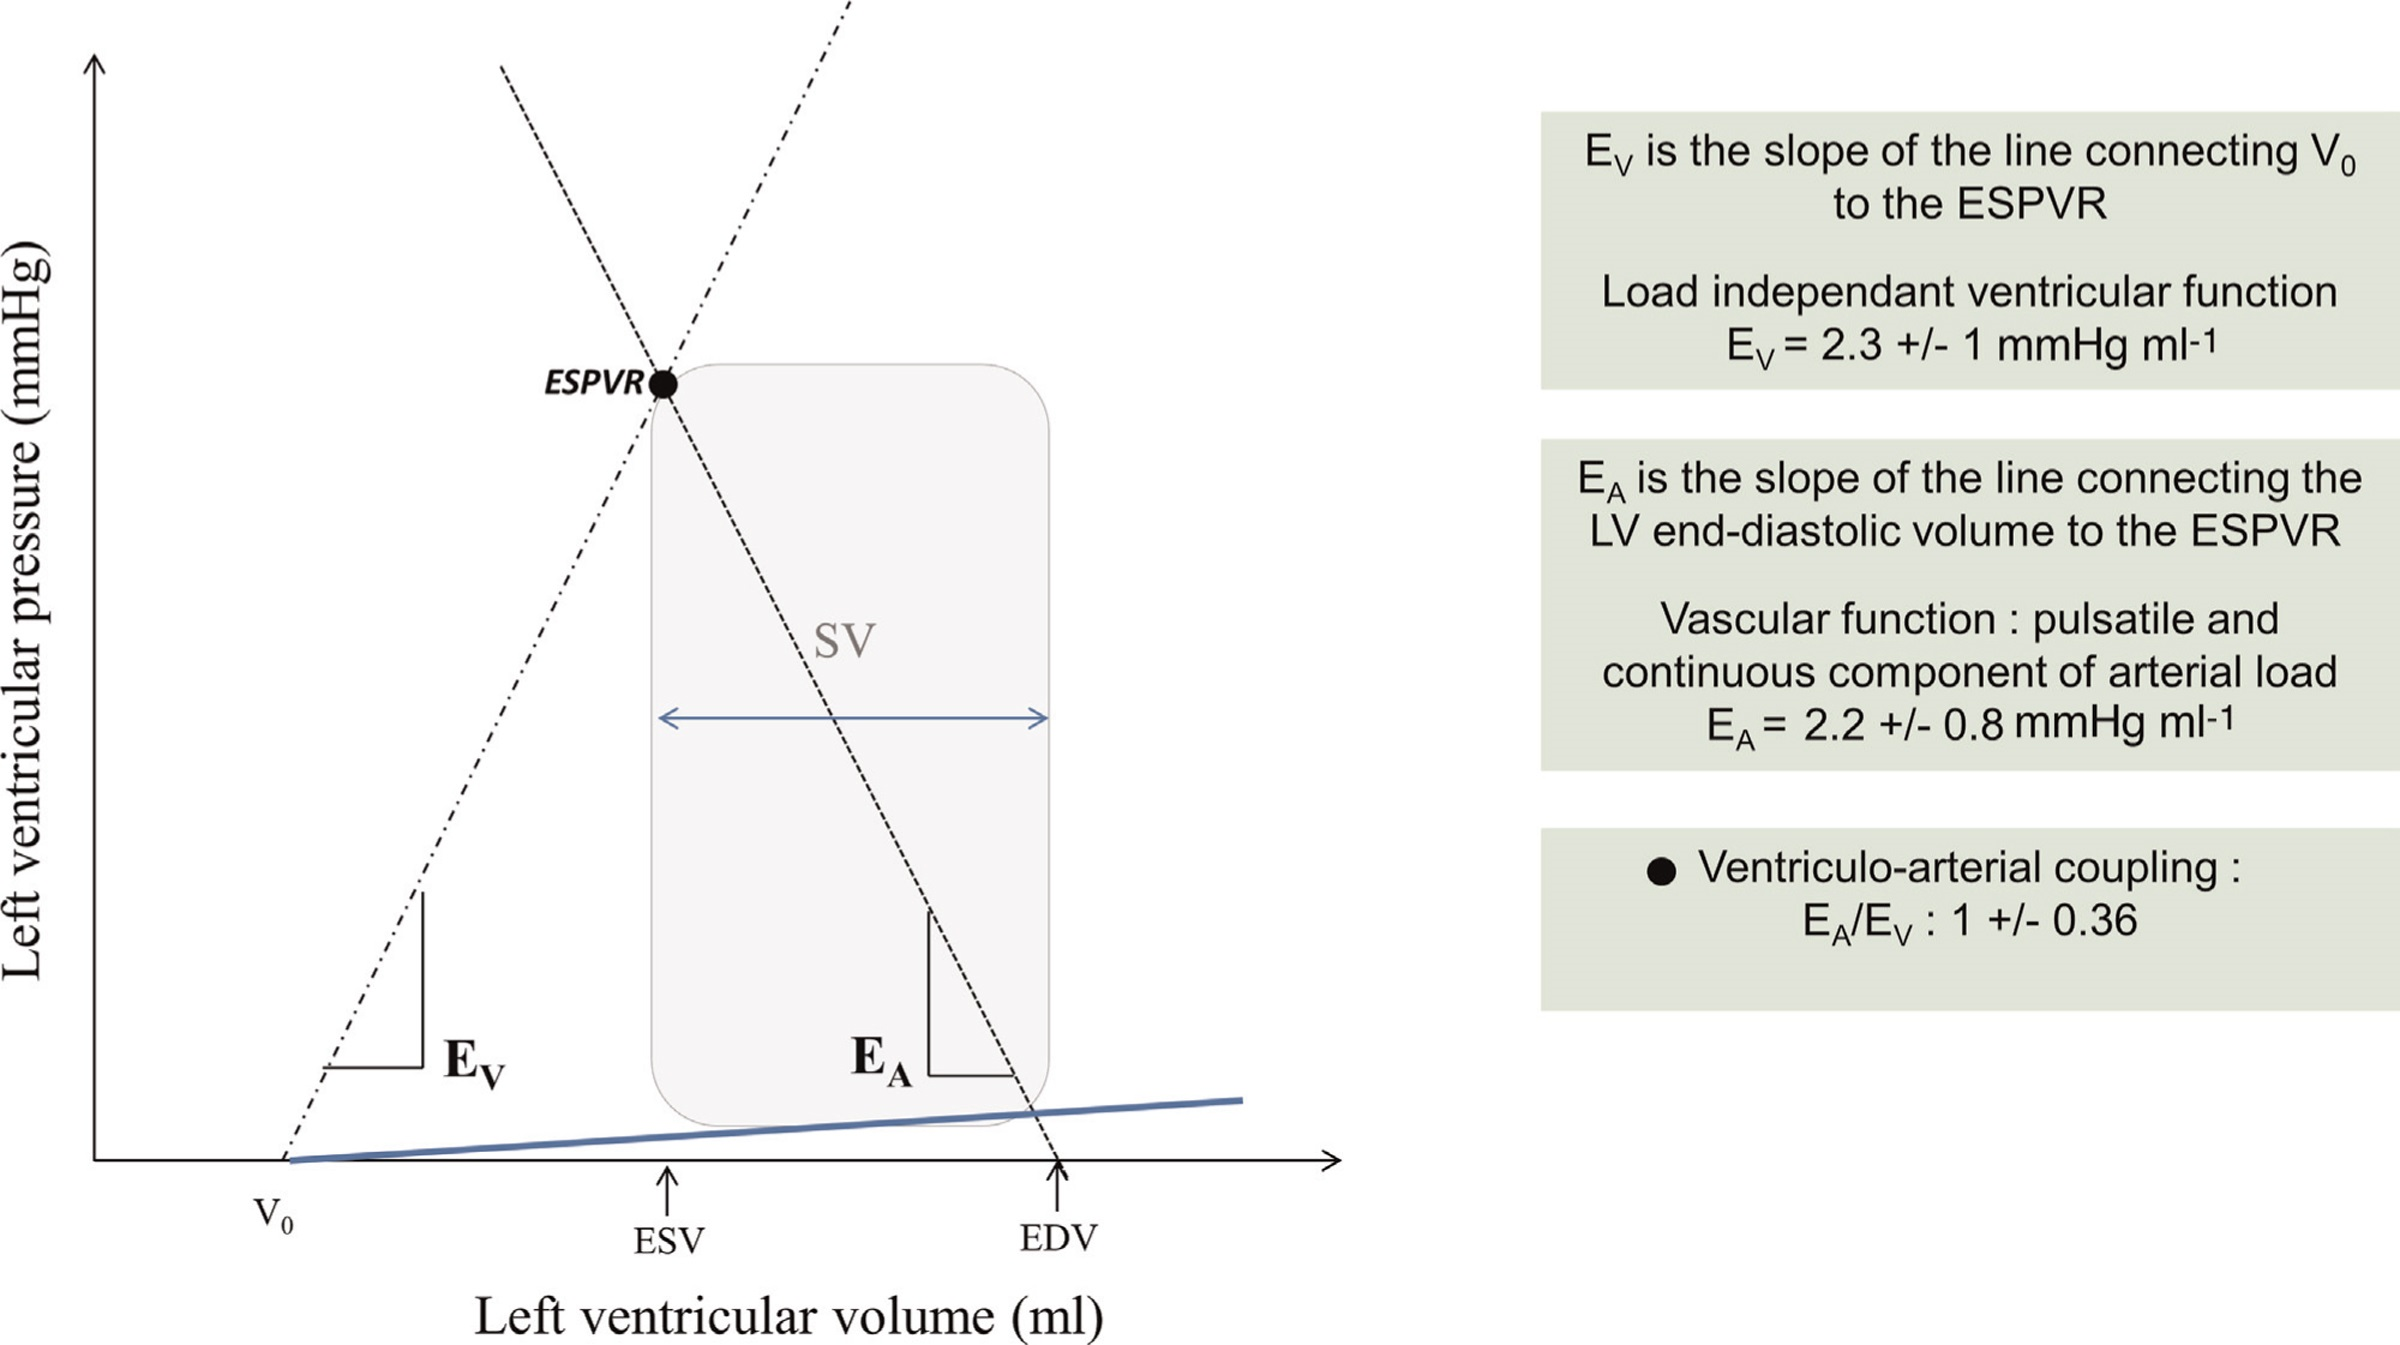 Left ventricular pressure (mmHg)
ESPVR
SV
E_V
E_A
V_0
ESV
EDV
Left ventricular volume (ml)
E_V is the slope of the line connecting V_0
to the ESPVR
Load independant ventricular function
E_V = 2.3 +/- 1 mmHg ml-1
E_A is the slope of the line connecting the
LV end-diastolic volume to the ESPVR
Vascular function : pulsatile and
continuous component of arterial load
E_A = 2.2 +/- 0.8 mmHg ml-1
● Ventriculo-arterial coupling :
E_A/E_V : 1 +/- 0.36